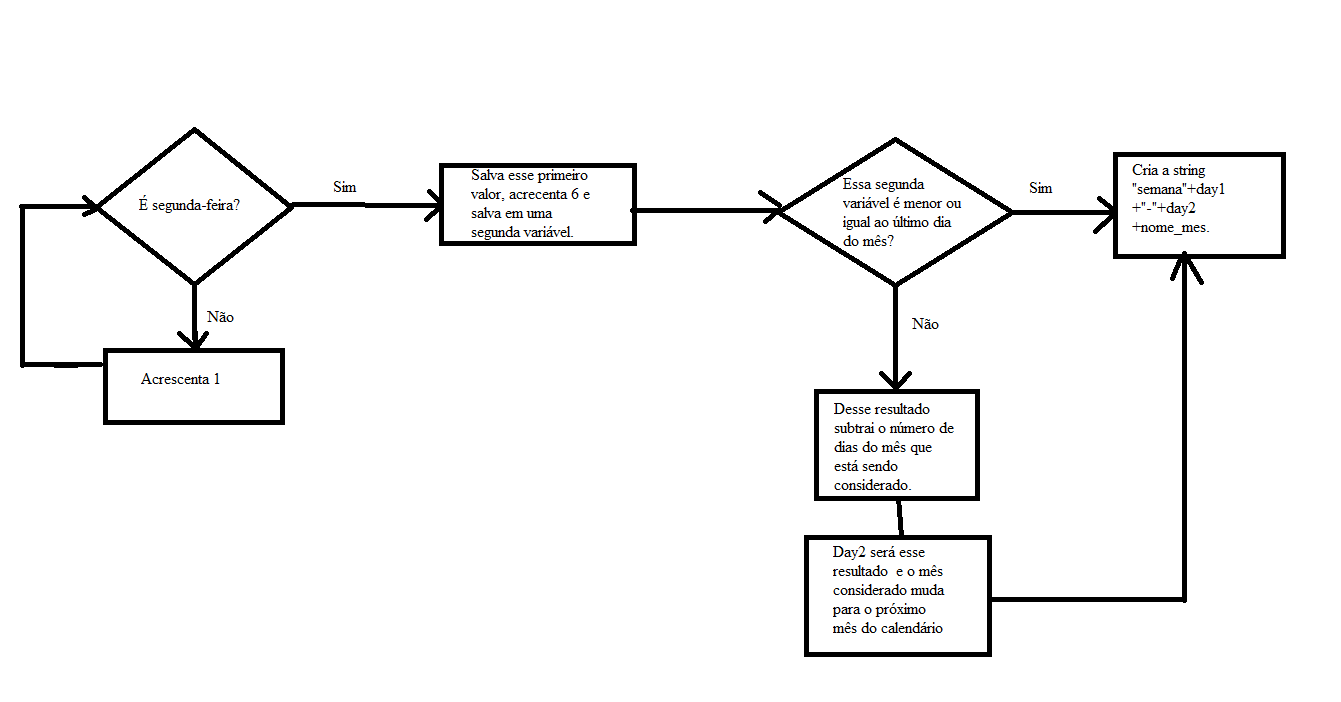 É segunda-feira?
Sim
Não
Acrescenta 1
Salva esse primeiro
valor, acrecenta 6 e
salva em uma
segunda variável.
Essa segunda
variável é menor ou
igual ao último dia
do mês?
Sim
Não
Cria a string
"semana"+day1
+"-"+day2
+nome_mes.
Desse resultado
subtrai o número de
dias do mês que
está sendo
considerado.
Day2 será esse
resultado e o mês
considerado muda
para o próximo
mês do calendário